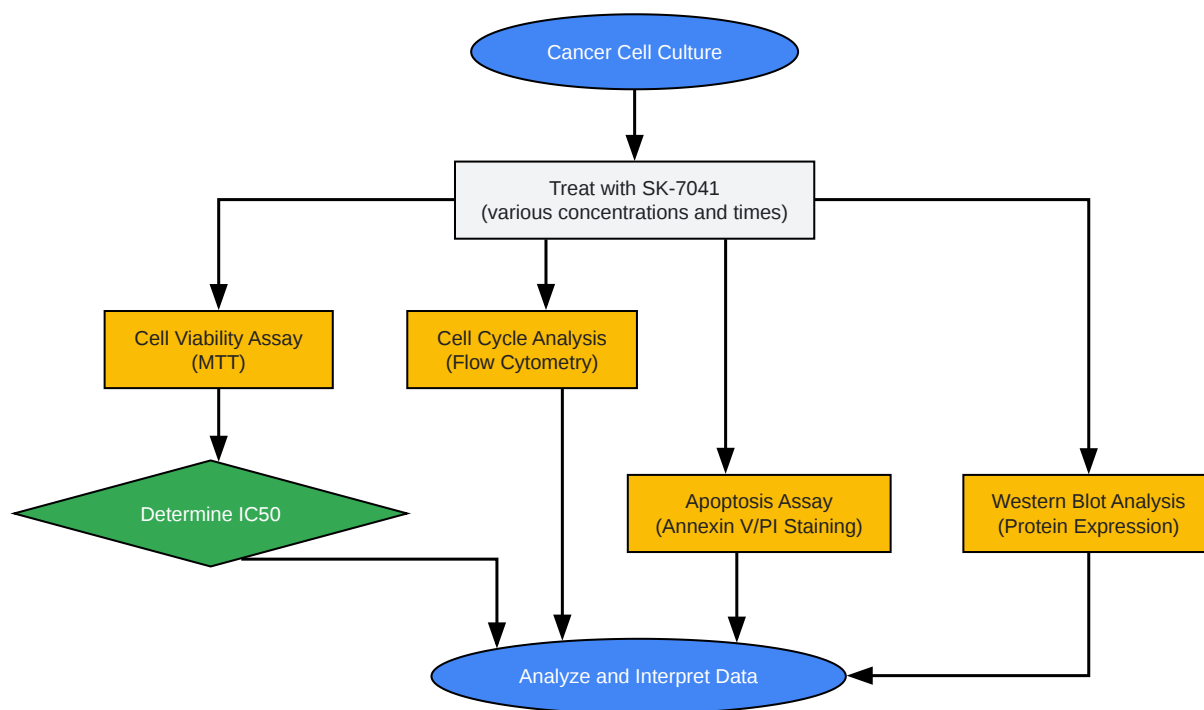 Cancer Cell Culture
Treat with SK-7041
(various concentrations and times)
Cell Viability Assay
(MTT)
Cell Cycle Analysis
(Flow Cytometry)
Determine IC50
Apoptosis Assay
(Annexin V/PI Staining)
Western Blot Analysis
(Protein Expression)
Analyze and Interpret Data